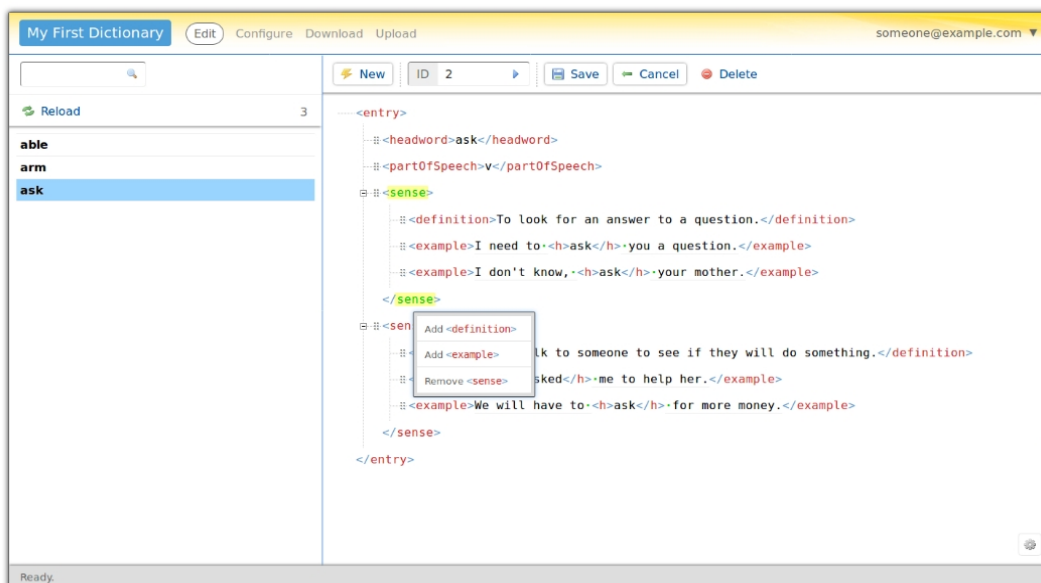 My First Dictionary Edit Configure Download Upload someone@example.com ▼
New ID 2 Save Cancel Delete
Reload 3
able
arm
ask
<entry>
<headword>ask</headword>
<partOfSpeech>v</partOfSpeech>
<sense>
<definition>To look for an answer to a question.</definition>
<example>I need to·<h>ask</h>·you a question.</example>
<example>I don't know,·<h>ask</h>·your mother.</example>
</sense>
<sen
Add <definition>
Add <example>
Remove <sense>
lk to someone to see if they will do something.</definition>
sked</h>·me to help her.</example>
<example>We will have to·<h>ask</h>·for more money.</example>
</sense>
</entry>
Ready.